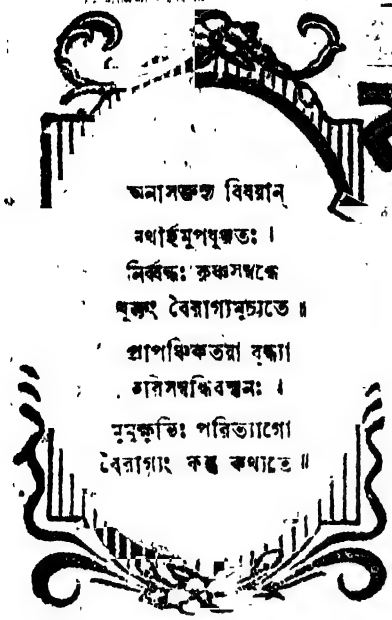 অনাসক্তস্য বিষয়ান্
যথার্হমুপযুঞ্জতঃ ।
নির্ব্বন্ধঃ কৃষ্ণসম্বন্ধে
যুক্তং বৈরাগ্যমুচ্যতে ॥
প্রাপঞ্চিকতয়া বুদ্ধ্যা
হরিসম্বন্ধিবস্তুনঃ ।
মুমুক্ষুভিঃ পরিত্যাগো
বৈরাগ্যং ফল্গু কথ্যতে ॥